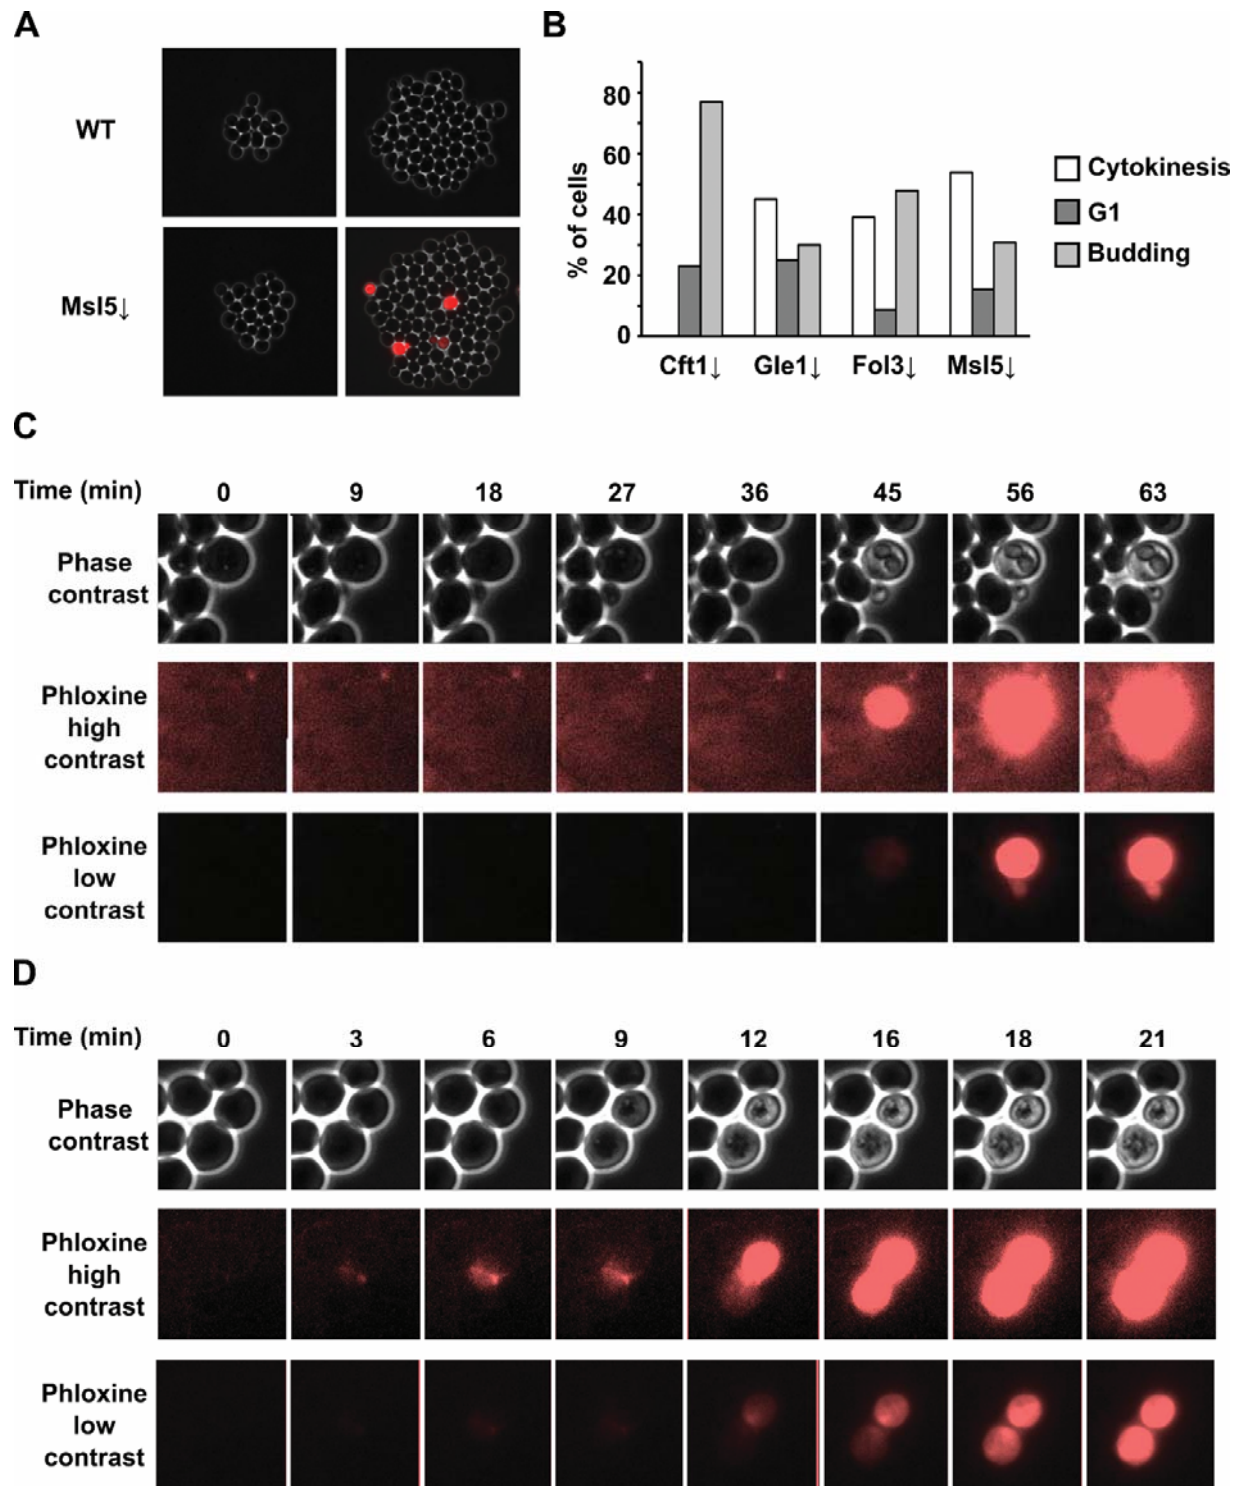 A
B
WT
Msl5↓
% of cells
80
60
40
20
0
Cft1↓ Gle1↓ Fol3↓ Msl5↓
Cytokinesis
G1
Budding
C
Time (min) 0 9 18 27 36 45 56 63
Phase
contrast
Phloxine
high
contrast
Phloxine
low
contrast
D
Time (min) 0 3 6 9 12 16 18 21
Phase
contrast
Phloxine
high
contrast
Phloxine
low
contrast